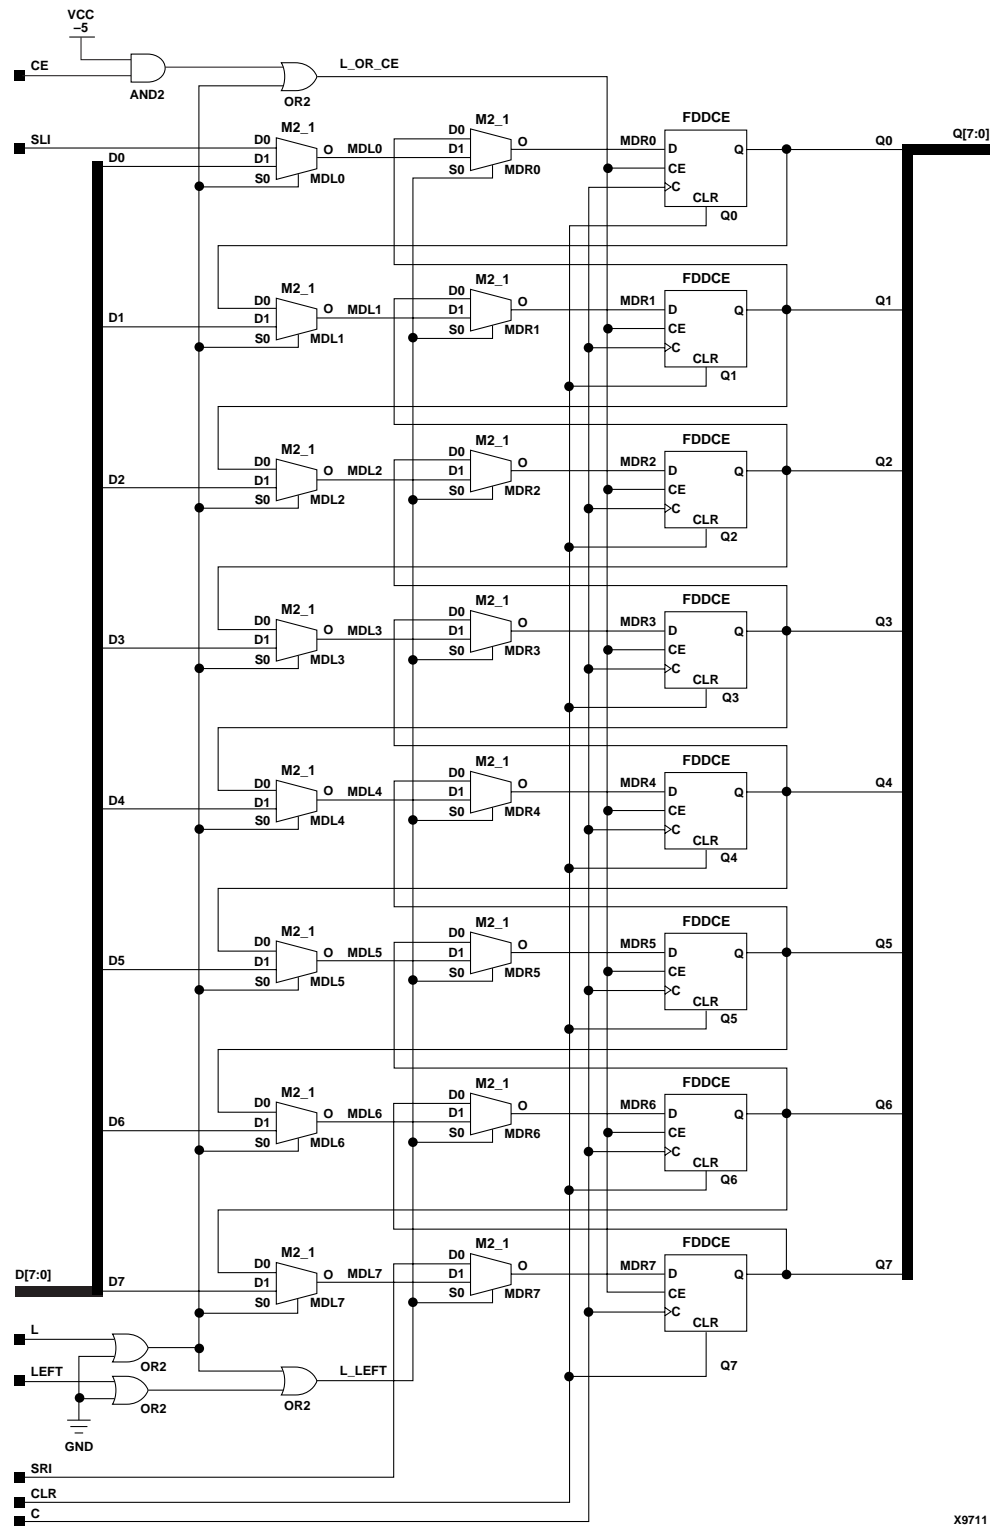 VCC
–5
CE
AND2
OR2
L_OR_CE
SLI
D0
D0
D1
S0
M2_1
O
MDL0
MDL0
D0
D1
S0
M2_1
O
MDR0
MDR0
FDDCE
D
CE
C
Q
CLR
Q0
Q0
Q[7:0]
D1
D0
D1
S0
M2_1
O
MDL1
MDL1
D0
D1
S0
M2_1
O
MDR1
MDR1
FDDCE
D
CE
C
Q
CLR
Q1
Q1
D2
D0
D1
S0
M2_1
O
MDL2
MDL2
D0
D1
S0
M2_1
O
MDR2
MDR2
FDDCE
D
CE
C
Q
CLR
Q2
Q2
D3
D0
D1
S0
M2_1
O
MDL3
MDL3
D0
D1
S0
M2_1
O
MDR3
MDR3
FDDCE
D
CE
C
Q
CLR
Q3
Q3
D4
D0
D1
S0
M2_1
O
MDL4
MDL4
D0
D1
S0
M2_1
O
MDR4
MDR4
FDDCE
D
CE
C
Q
CLR
Q4
Q4
D5
D0
D1
S0
M2_1
O
MDL5
MDL5
D0
D1
S0
M2_1
O
MDR5
MDR5
FDDCE
D
CE
C
Q
CLR
Q5
Q5
D6
D0
D1
S0
M2_1
O
MDL6
MDL6
D0
D1
S0
M2_1
O
MDR6
MDR6
FDDCE
D
CE
C
Q
CLR
Q6
Q6
D[7:0]
D7
D0
D1
S0
M2_1
O
MDL7
MDL7
D0
D1
S0
M2_1
O
MDR7
MDR7
FDDCE
D
CE
C
Q
CLR
Q7
Q7
L
OR2
LEFT
OR2
OR2
L_LEFT
GND
SRI
CLR
C
X9711